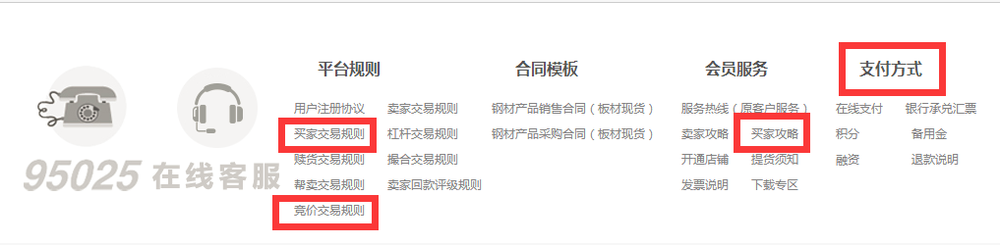 平台规则 合同模板 会员服务 支付方式
用户注册协议 卖家交易规则 钢材产品销售合同（板材现货） 服务热线（原客户服务） 在线支付 银行承兑汇票
买家交易规则 杠杆交易规则 钢材产品采购合同（板材现货） 卖家攻略 买家攻略 积分 备用金
赎货交易规则 撮合交易规则 开通店铺 提货须知 融资 退款说明
帮卖交易规则 卖家回款评级规则 发票说明 下载专区
竞价交易规则
95025 在线客服